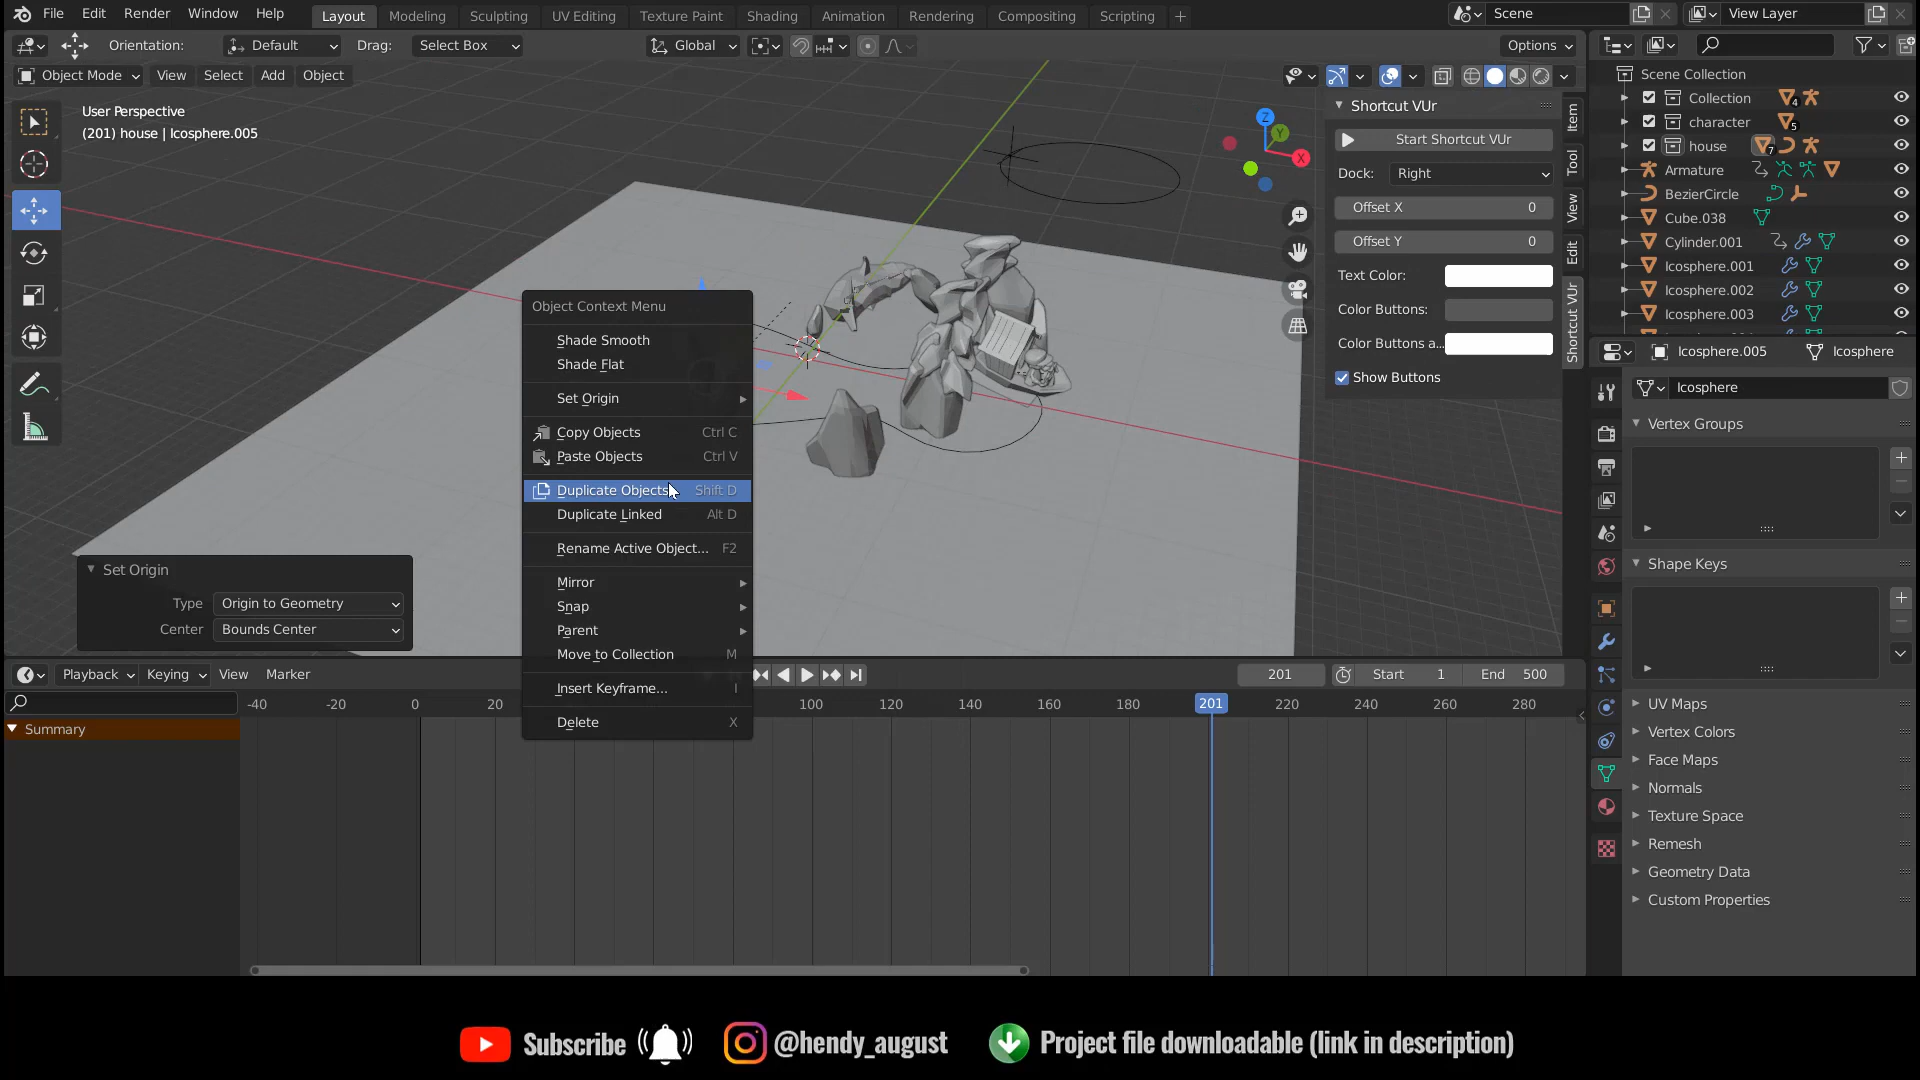 File Edit Render Window Help Layout Modeling Sculpting UV Editing Texture Paint Shading Animation Rendering Compositing Scripting Scene View Layer
Orientation: Default Drag: Select Box Global Options
Object Mode View Select Add Object
User Perspective
(201) house | Icosphere.005
Z
Y
X
Object Context Menu
Shade Smooth
Shade Flat
Set Origin
Copy Objects Ctrl C
Paste Objects Ctrl V
Duplicate Objects Shift D
Duplicate Linked Alt D
Rename Active Object... F2
Mirror
Snap
Parent
Move to Collection M
Insert Keyframe... I
Delete X
Set Origin
Type Origin to Geometry
Center Bounds Center
Shortcut VUr
Start Shortcut VUr
Dock: Right
Offset X 0
Offset Y 0
Text Color:
Color Buttons:
Color Buttons a...
Show Buttons
Item
Tool
View
Edit
Shortcut VUr
Scene Collection
Collection 4
character 5
house 7
Armature
BezierCircle
Cube.038
Cylinder.001
Icosphere.001
Icosphere.002
Icosphere.003
Icosphere.005 Icosphere
Icosphere
Vertex Groups
Shape Keys
UV Maps
Vertex Colors
Face Maps
Normals
Texture Space
Remesh
Geometry Data
Custom Properties
Playback Keying View Marker 201 Start 1 End 500
-40 -20 0 20 100 120 140 160 180 201 220 240 260 280
Summary
Subscribe @hendy_august Project file downloadable (link in description)